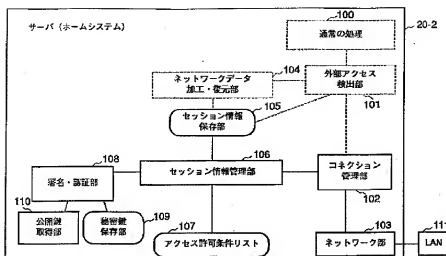 サーバ(ホームシステム)
100
通常の処理
20-2
ネットワークデータ
加工・復元部
104
外部アクセス
検出部
101
105
セッション情報
保存部
108
署名・認証部
106
セッション情報管理部
コネクション
管理部
102
110
公開鍵
取得部
秘密鍵
保存部
109
107
アクセス許可条件リスト
103
ネットワーク部
111
LAN